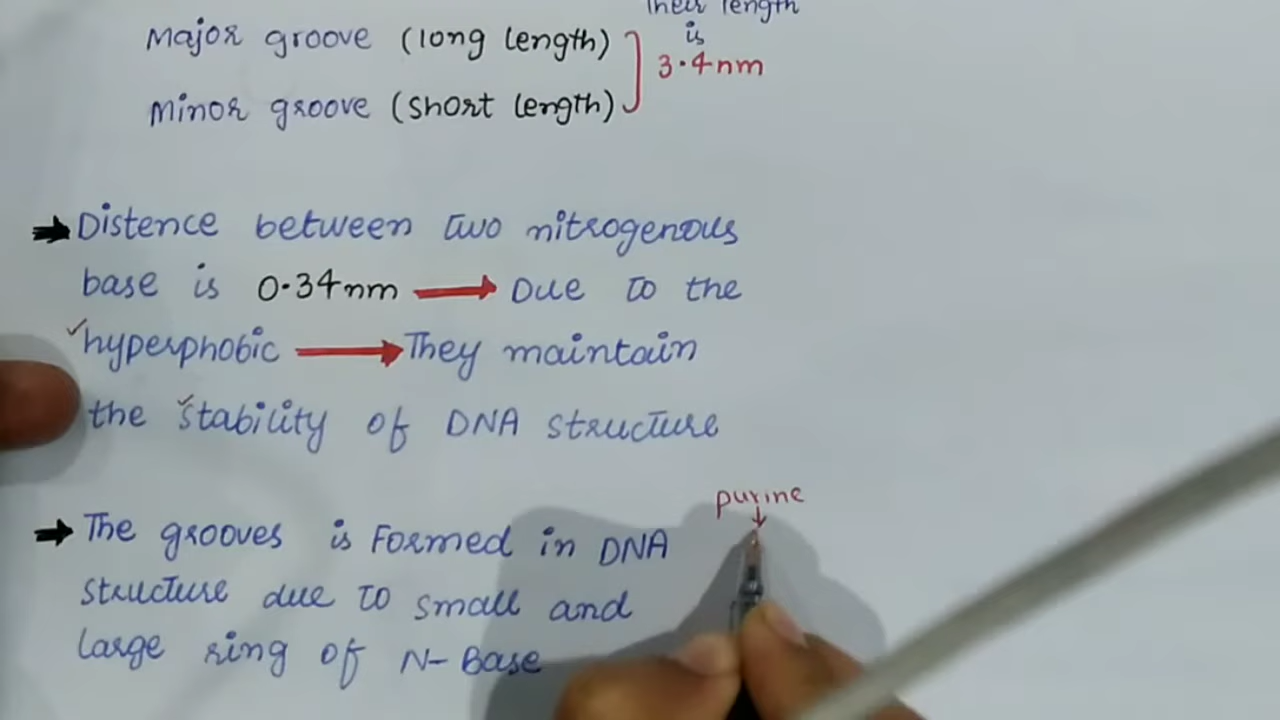 Their length
Major groove (long length)
is
3.4nm
Minor groove (short length)
Distence between two nitrogenous
base is 0.34nm → Due to the
hyperphobic → They maintain
the stability of DNA structure
purine
The grooves is Formed in DNA
structure due to small and
large ring of N-Base